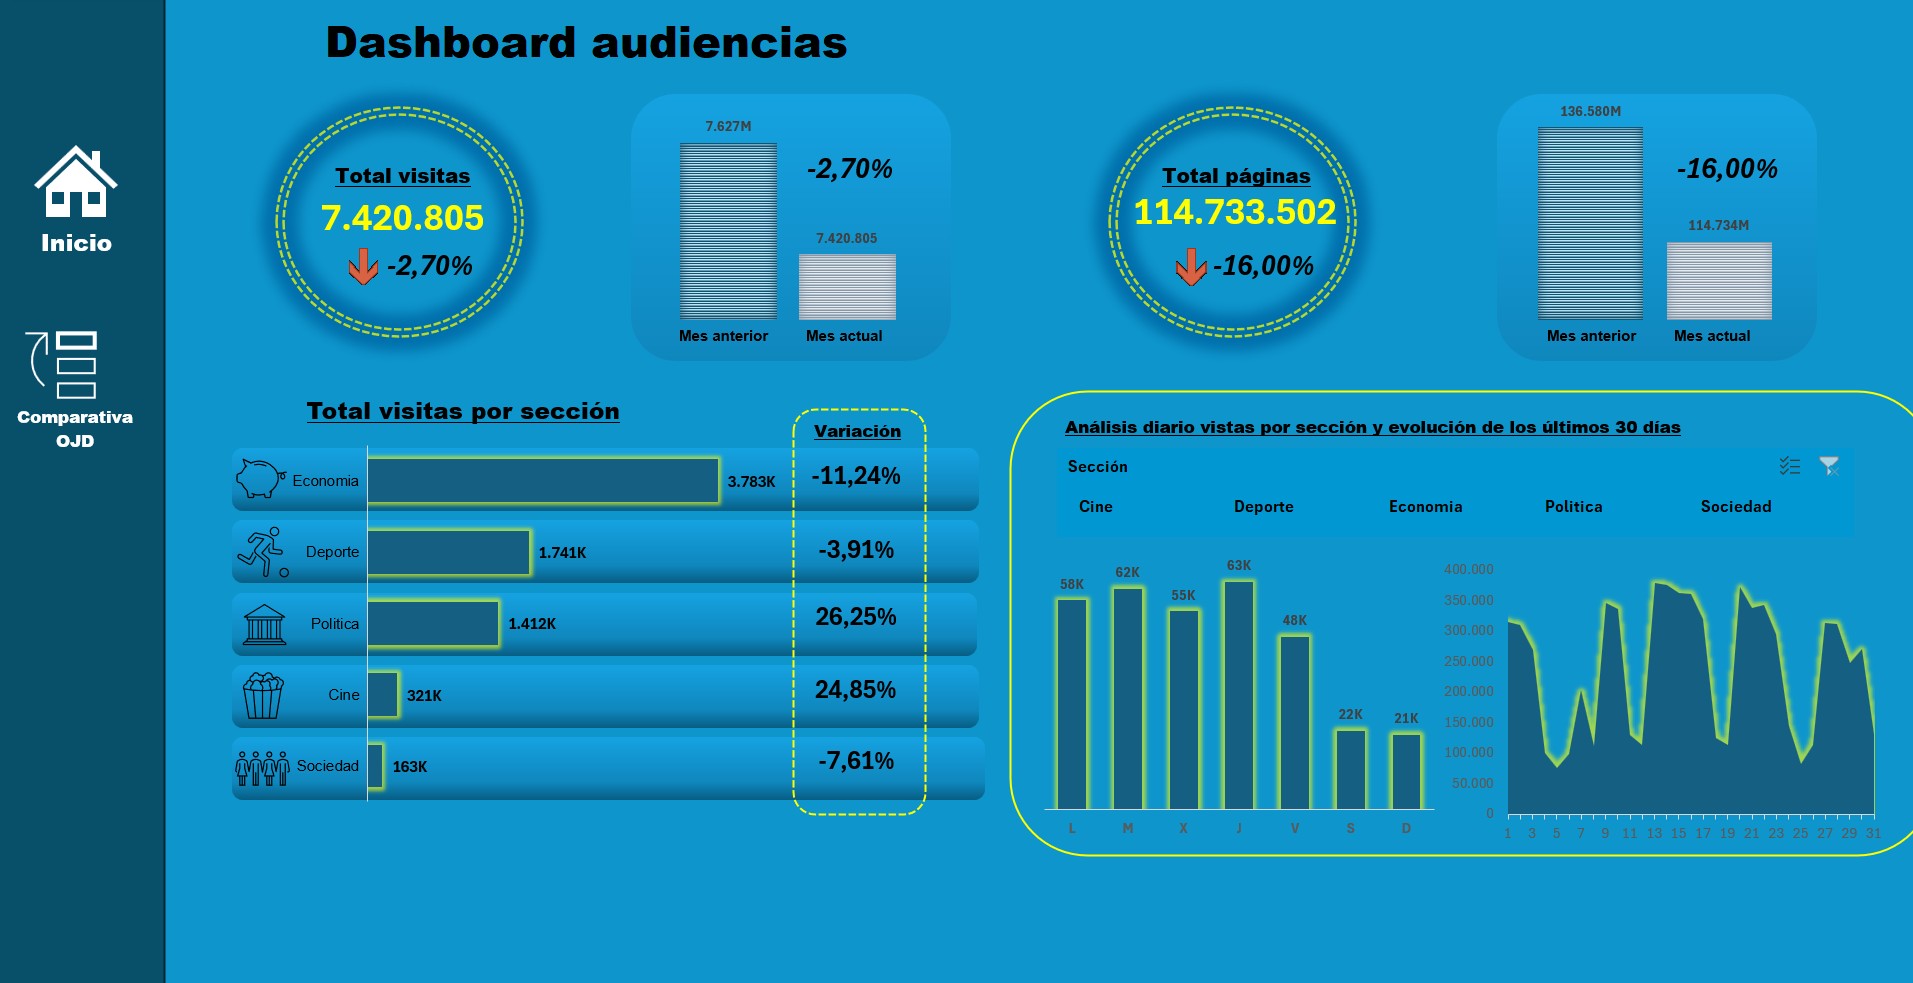 Dashboard audiencias
Inicio
Comparativa
OJD
Total visitas
7.420.805
-2,70%
7.627M
7.420.805
-2,70%
Mes anterior
Mes actual
Total páginas
114.733.502
-16,00%
136.580M
114.734M
-16,00%
Mes anterior
Mes actual
Total visitas por sección
Variación
Economia
3.783K
-11,24%
Deporte
1.741K
-3,91%
Politica
1.412K
26,25%
Cine
321K
24,85%
Sociedad
163K
-7,61%
Análisis diario vistas por sección y evolución de los últimos 30 días
Sección
Cine Deporte Economia Politica Sociedad
58K 62K 55K 63K 48K 22K 21K
L M X J V S D
400.000
350.000
300.000
250.000
200.000
150.000
100.000
50.000
0
1 3 5 7 9 11 13 15 17 19 21 23 25 27 29 31